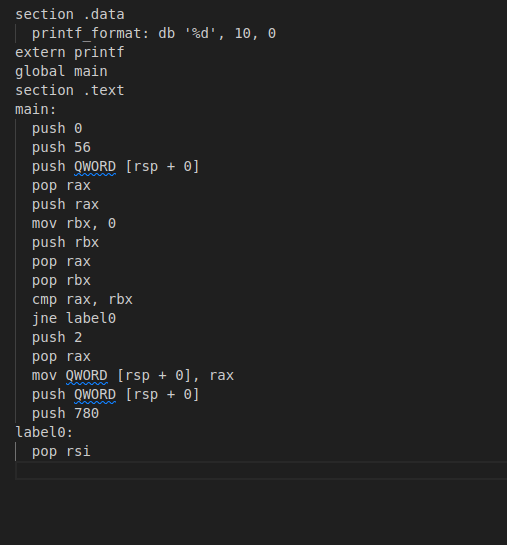 section .data
  printf_format: db '%d', 10, 0
extern printf
global main
section .text
main:
  push 0
  push 56
  push QWORD [rsp + 0]
  pop rax
  push rax
  mov rbx, 0
  push rbx
  pop rax
  pop rbx
  cmp rax, rbx
  jne label0
  push 2
  pop rax
  mov QWORD [rsp + 0], rax
  push QWORD [rsp + 0]
  push 780
label0:
  pop rsi